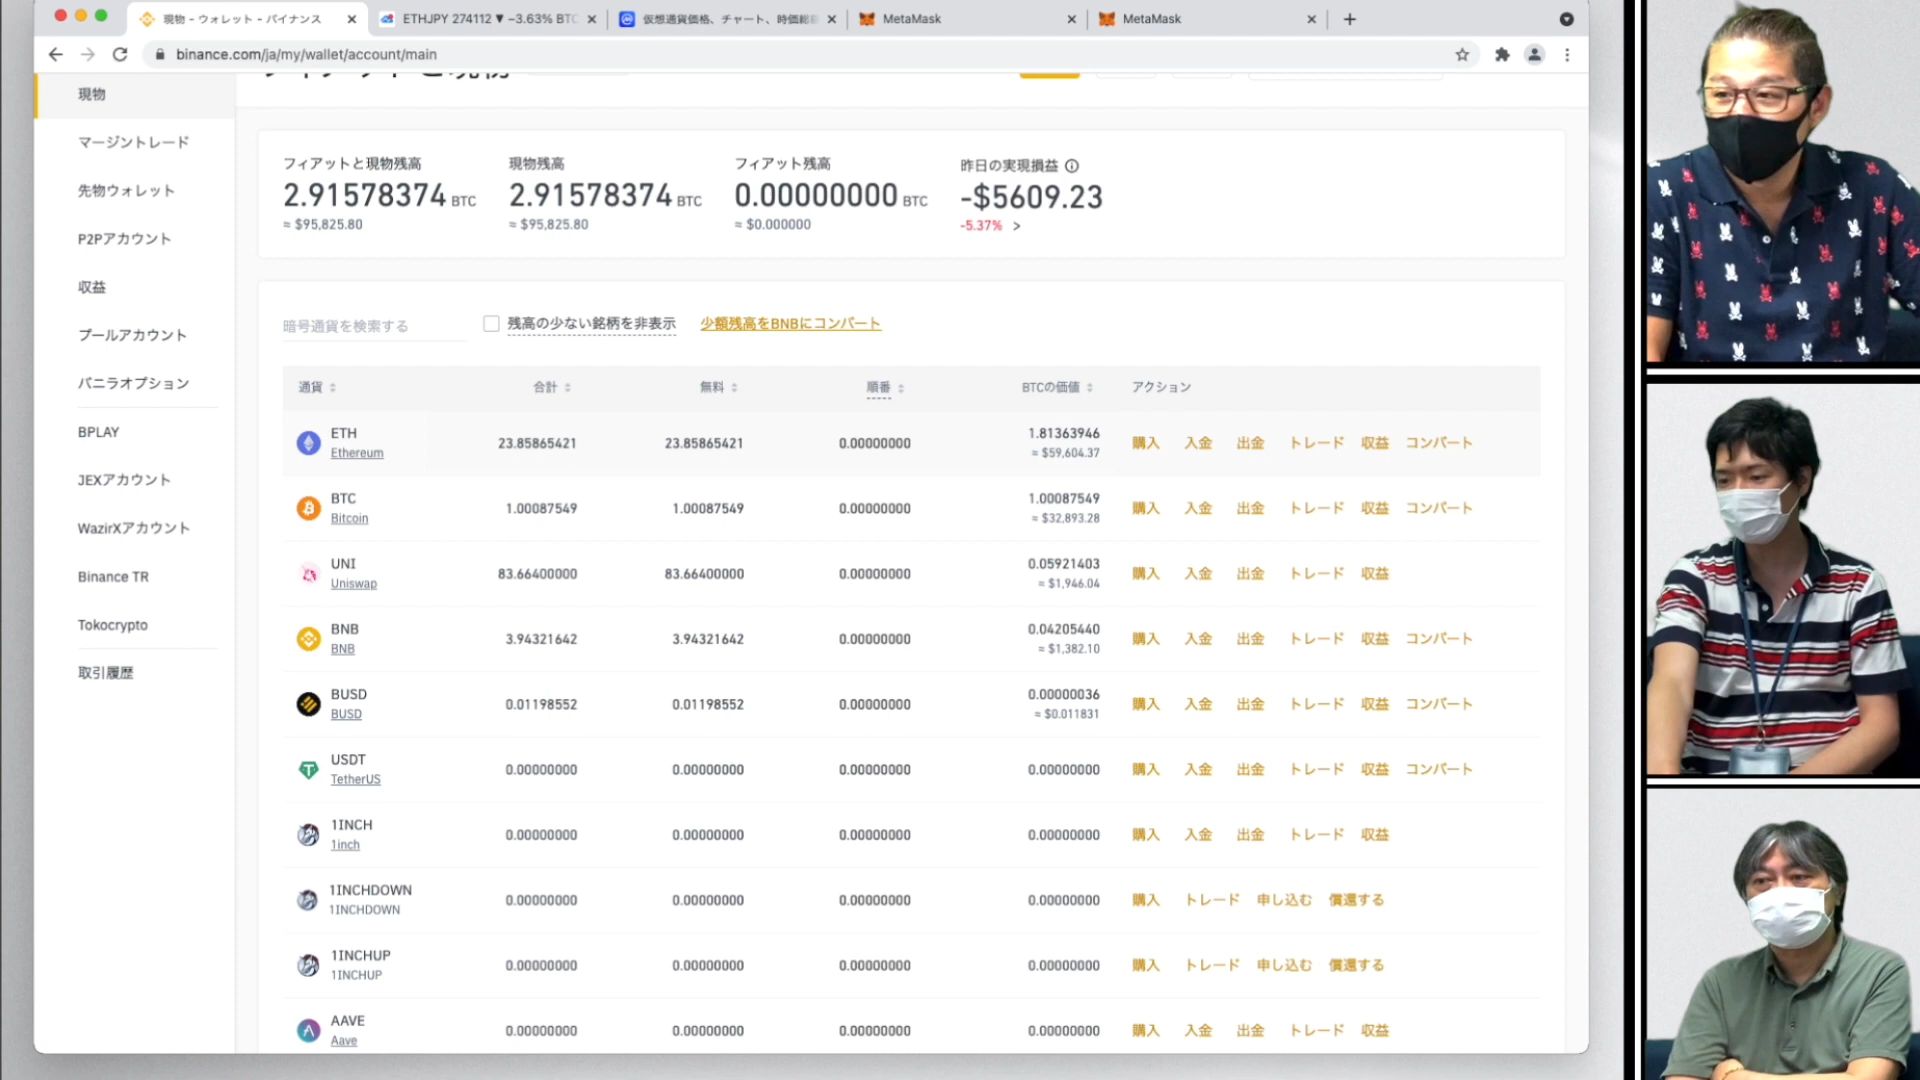 現物 - ウォレット - バイナンス
ETHJPY 274112 ▼ −3.63% BTC
仮想通貨価格、チャート、時価総
MetaMask
MetaMask
binance.com/ja/my/wallet/account/main
現物
マージントレード
先物ウォレット
P2Pアカウント
収益
プールアカウント
バニラオプション
BPLAY
JEXアカウント
WazirXアカウント
Binance TR
Tokocrypto
取引履歴
フィアットと現物残高
2.91578374 BTC
≈ $95,825.80
現物残高
2.91578374 BTC
≈ $95,825.80
フィアット残高
0.00000000 BTC
≈ $0.000000
昨日の実現損益
-$5609.23
-5.37% >
暗号通貨を検索する
残高の少ない銘柄を非表示
少額残高をBNBにコンバート
通貨 合計 無料 順番 BTCの価値 アクション
ETH
Ethereum
23.85865421 23.85865421 0.00000000
1.81363946
≈ $59,604.37
購入 入金 出金 トレード 収益 コンバート
BTC
Bitcoin
1.00087549 1.00087549 0.00000000
1.00087549
≈ $32,893.28
購入 入金 出金 トレード 収益 コンバート
UNI
Uniswap
83.66400000 83.66400000 0.00000000
0.05921403
≈ $1,946.04
購入 入金 出金 トレード 収益
BNB
BNB
3.94321642 3.94321642 0.00000000
0.04205440
≈ $1,382.10
購入 入金 出金 トレード 収益 コンバート
BUSD
BUSD
0.01198552 0.01198552 0.00000000
0.00000036
≈ $0.011831
購入 入金 出金 トレード 収益 コンバート
USDT
TetherUS
0.00000000 0.00000000 0.00000000 0.00000000
購入 入金 出金 トレード 収益 コンバート
1INCH
1inch
0.00000000 0.00000000 0.00000000 0.00000000
購入 入金 出金 トレード 収益
1INCHDOWN
1INCHDOWN
0.00000000 0.00000000 0.00000000 0.00000000
購入 トレード 申し込む 償還する
1INCHUP
1INCHUP
0.00000000 0.00000000 0.00000000 0.00000000
購入 トレード 申し込む 償還する
AAVE
Aave
0.00000000 0.00000000 0.00000000 0.00000000
購入 入金 出金 トレード 収益